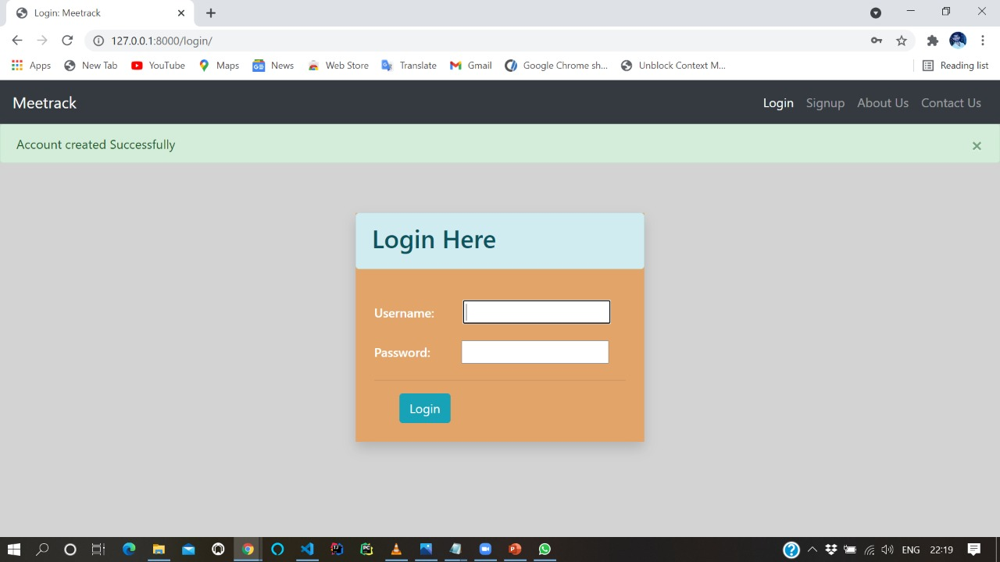 Login: Meetrack
127.0.0.1:8000/login/
Apps New Tab YouTube Maps News Web Store Translate Gmail Google Chrome sh... Unblock Context M... Reading list
Meetrack Login Signup About Us Contact Us
Account created Successfully ×
Login Here
Username:
Password:
Login
ENG 22:19